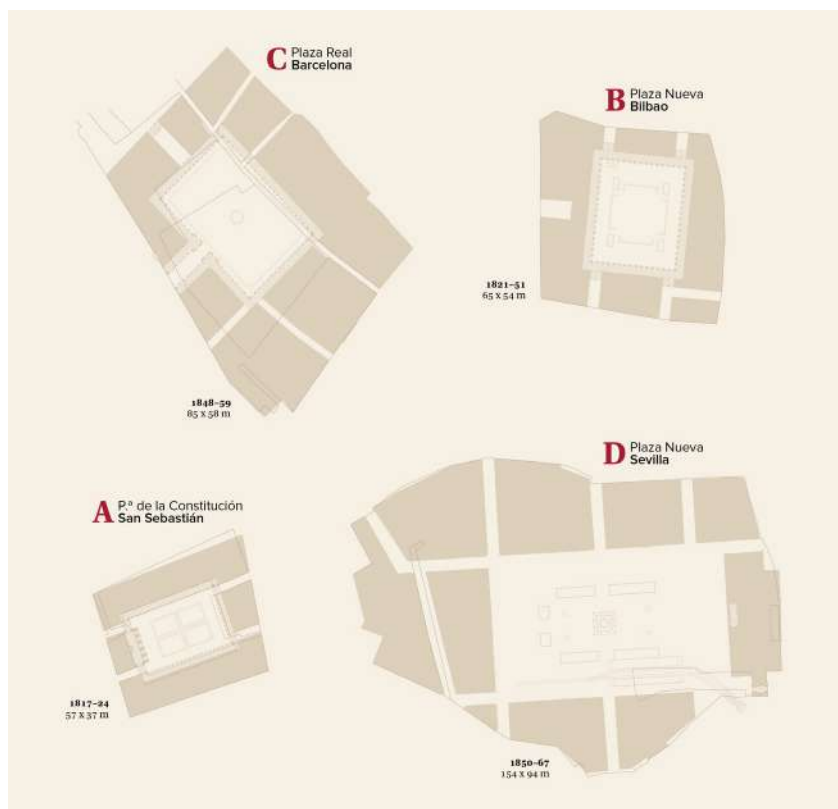 C Plaza Real
Barcelona
1848–59
85 x 58 m
B Plaza Nueva
Bilbao
1821–51
65 x 54 m
A P.ª de la Constitución
San Sebastián
1817–24
57 x 37 m
D Plaza Nueva
Sevilla
1850–67
154 x 94 m